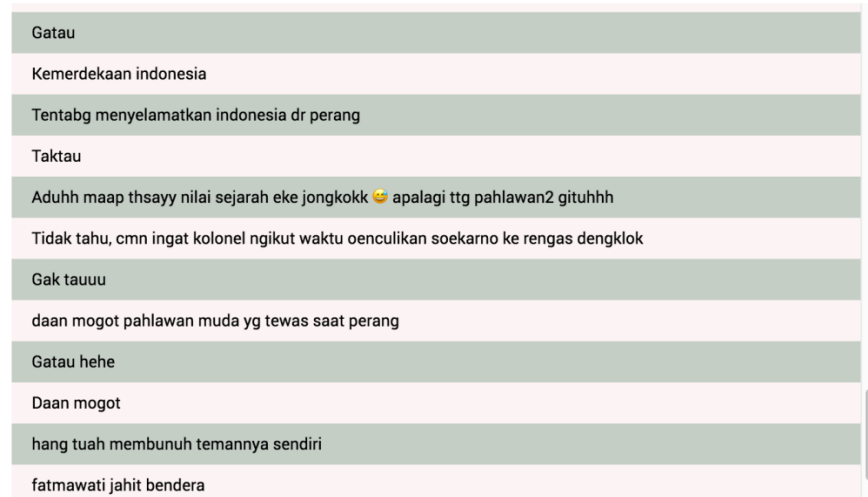 Gatau
Kemerdekaan indonesia
Tentabg menyelamatkan indonesia dr perang
Taktau
Aduhh maap thsayy nilai sejarah eke jongkokk 😅 apalagi ttg pahlawan2 gituhhh
Tidak tahu, cmn ingat kolonel ngikut waktu oenculikan soekarno ke rengas dengklok
Gak tauuu
daan mogot pahlawan muda yg tewas saat perang
Gatau hehe
Daan mogot
hang tuah membunuh temannya sendiri
fatmawati jahit bendera